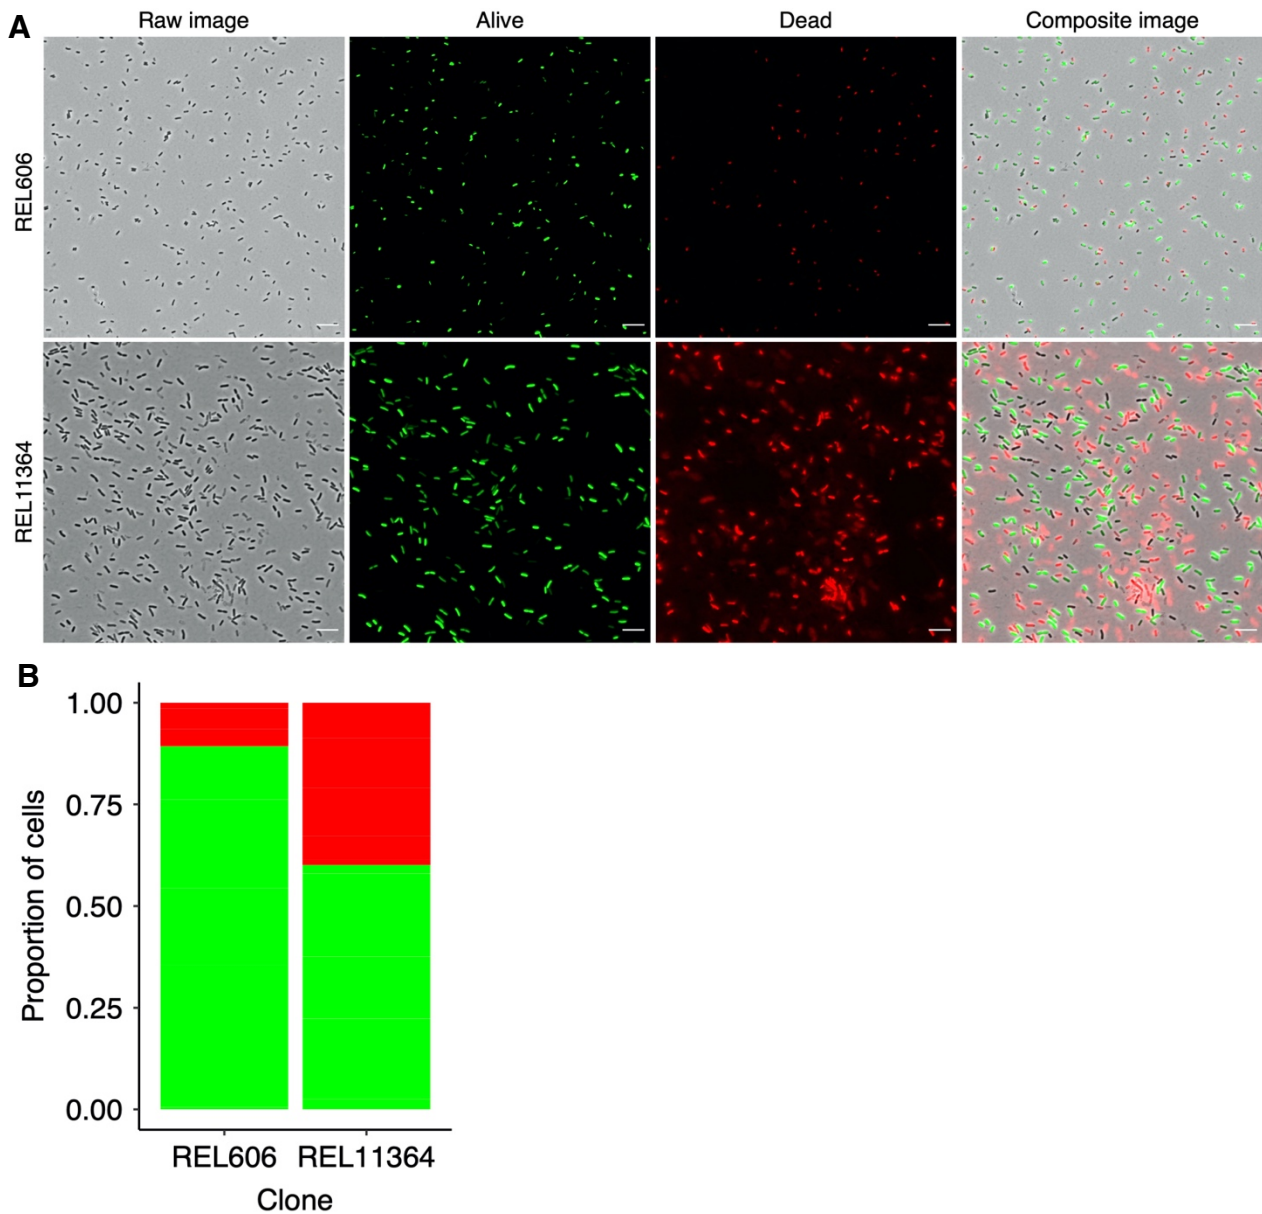 A
Raw image Alive Dead Composite image
REL606
REL11364
B
Proportion of cells
1.00
0.75
0.50
0.25
0.00
REL606 REL11364
Clone